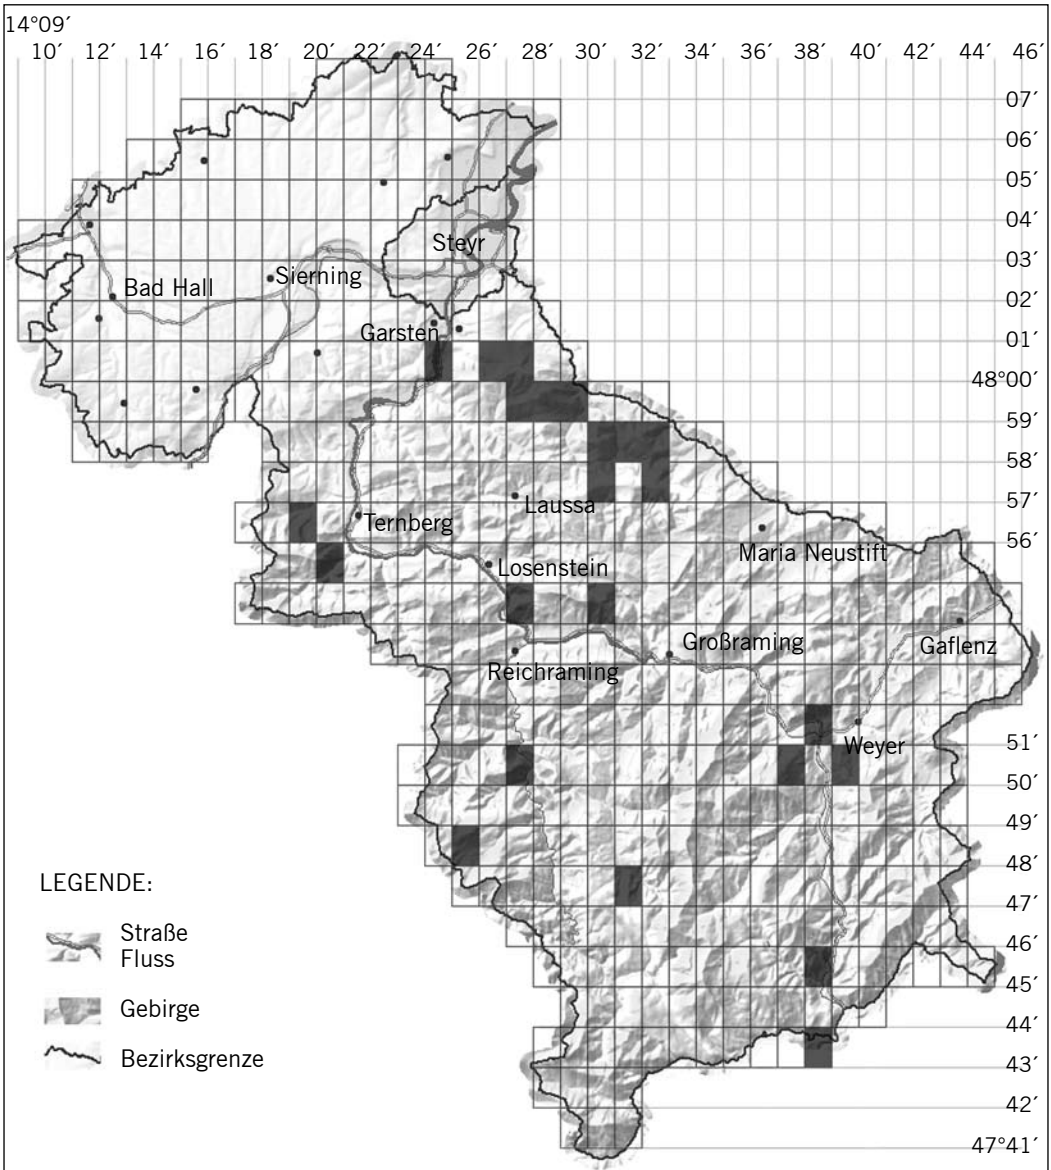 14°09′
10′ 12′ 14′ 16′ 18′ 20′ 22′ 24′ 26′ 28′ 30′ 32′ 34′ 36′ 38′ 40′ 42′ 44′ 46′
07′
06′
05′
04′
Steyr
03′
Sierning
Bad Hall
02′
Garsten
01′
48°00′
59′
58′
57′
Laussa
Ternberg
56′
Maria Neustift
Losenstein
Großraming
Gaflenz
Reichraming
51′
Weyer
50′
49′
48′
47′
46′
45′
44′
43′
42′
47°41′
LEGENDE:
Straße
Fluss
Gebirge
Bezirksgrenze